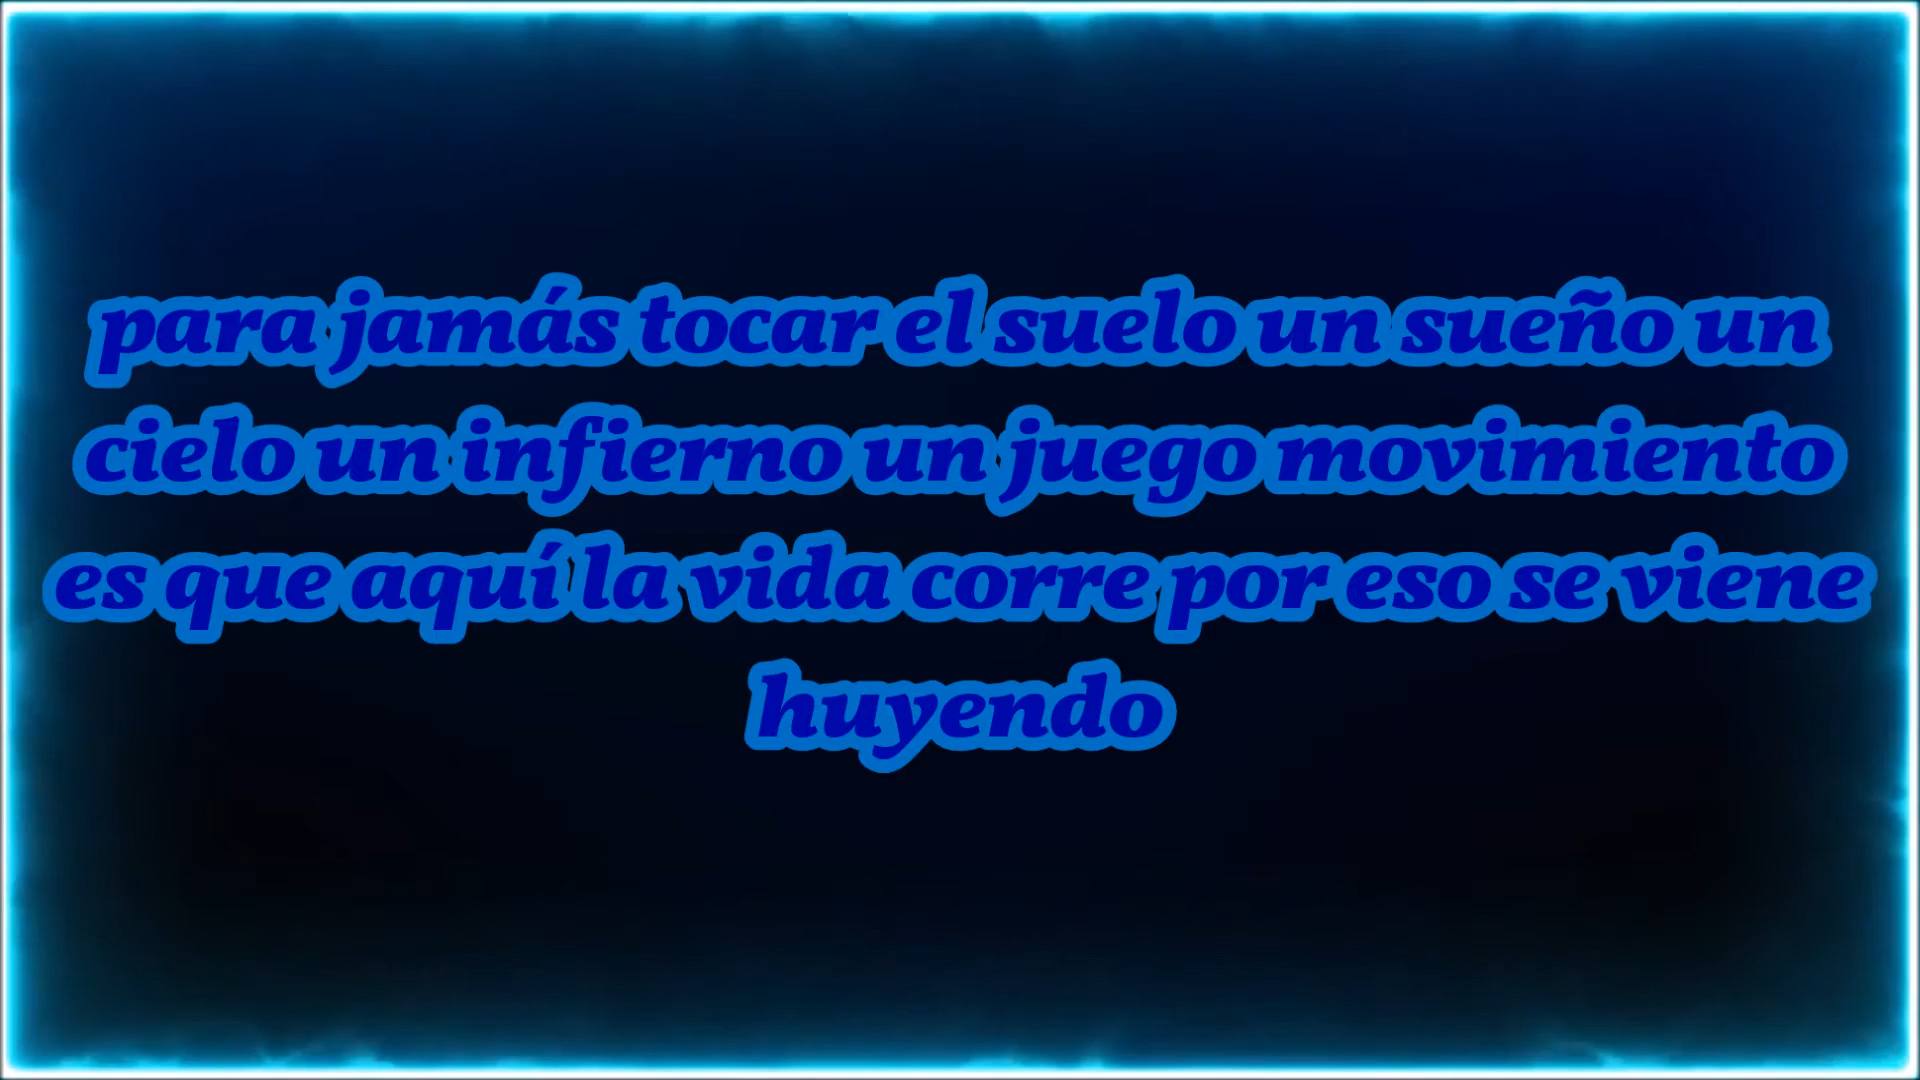 para jamás tocar el suelo un sueño un
cielo un infierno un juego movimiento
es que aquí la vida corre por eso se viene
huyendo